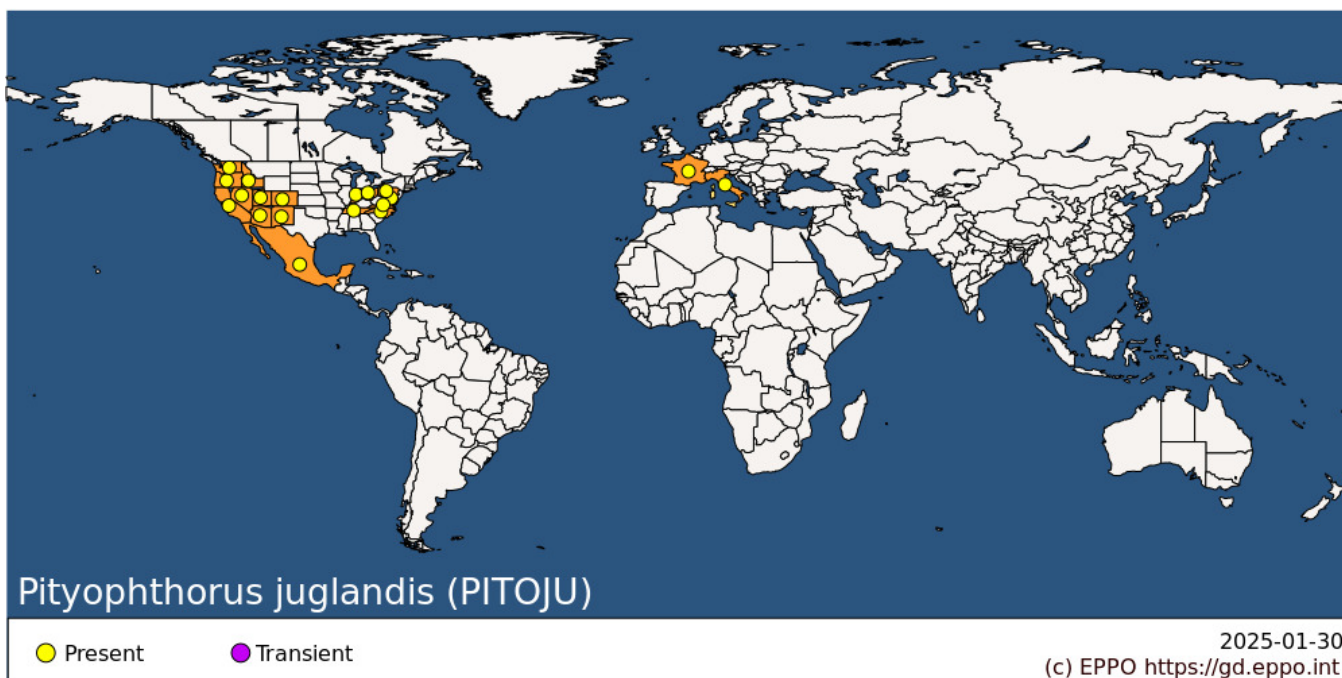 Pityophthorus juglandis (PITOJU)
Present
Transient
2025-01-30
(c) EPPO https://gd.eppo.int